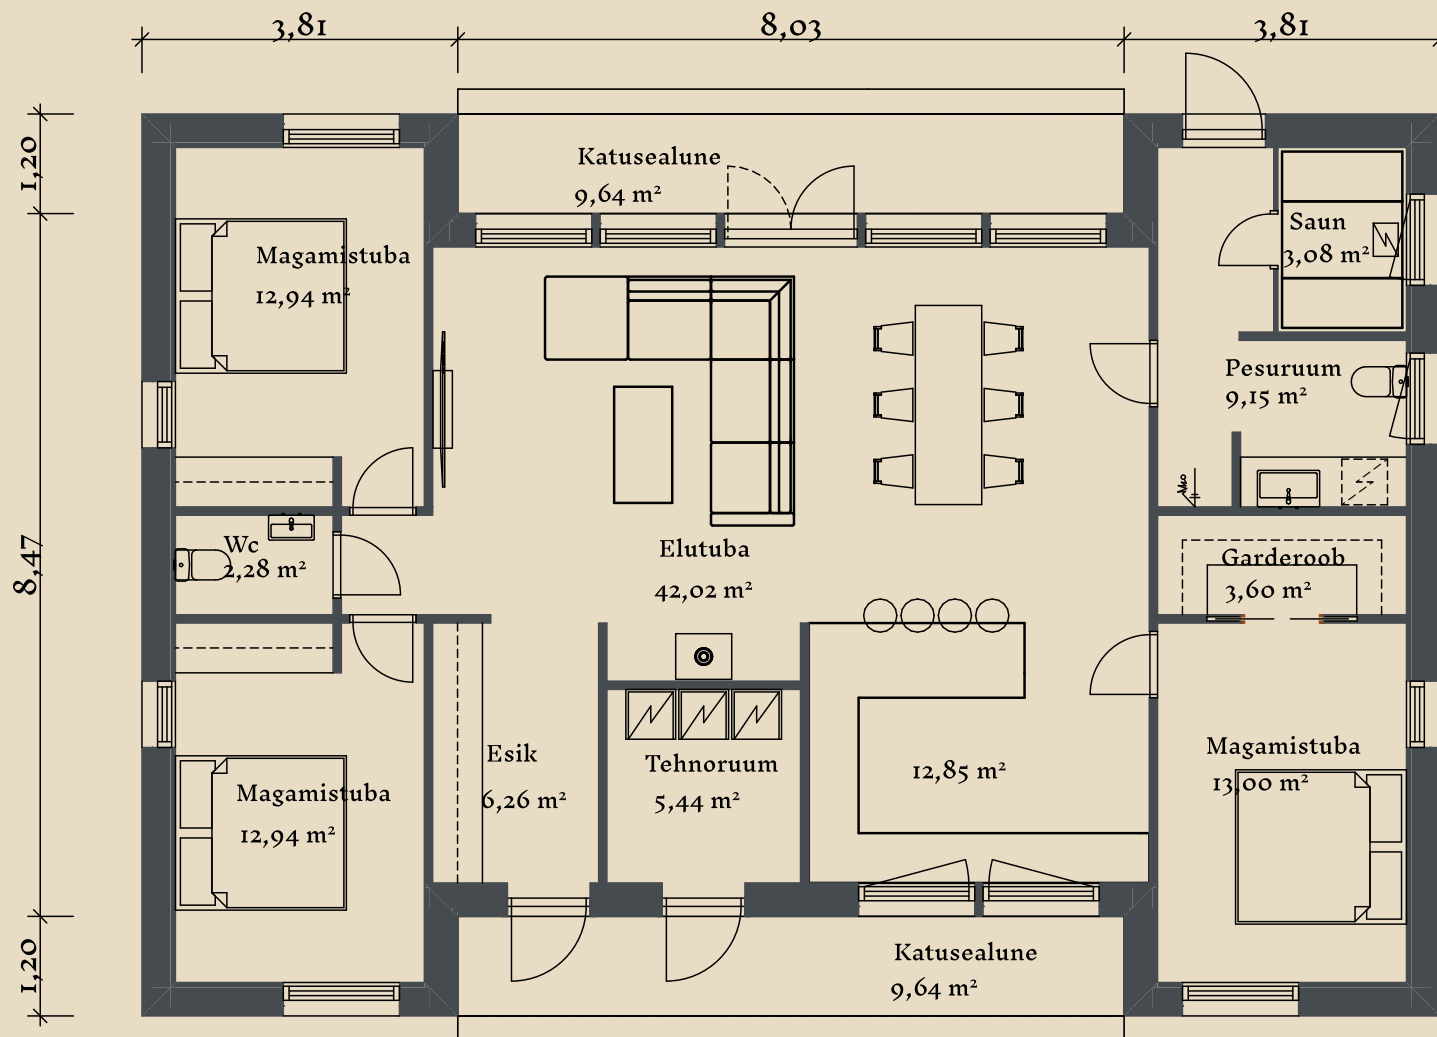 3,81
8,03
3,81
1,20
8,47
1,20
Katusealune
9,64 m²
Magamistuba
12,94 m²
Saun
3,08 m²
Pesuruum
9,15 m²
Wc
2,28 m²
Elutuba
42,02 m²
Garderoob
3,60 m²
Esik
6,26 m²
Tehnoruum
5,44 m²
12,85 m²
Magamistuba
13,00 m²
Magamistuba
12,94 m²
Katusealune
9,64 m²